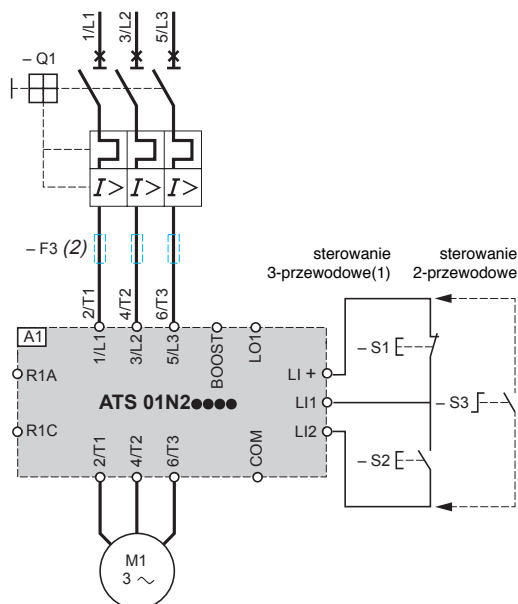 1/L1
3/L2
5/L3
– Q1
I> I> I>
– F3 (2)
2/T1
4/T2
6/T3
sterowanie
3-przewodowe(1)
sterowanie
2-przewodowe
A1
1/L1
3/L2
5/L3
BOOST
LO1
R1A
R1C
ATS 01N2●●●●
LI +
LI1
LI2
– S1
– S2
– S3
2/T1
4/T2
6/T3
COM
M1
3 ~